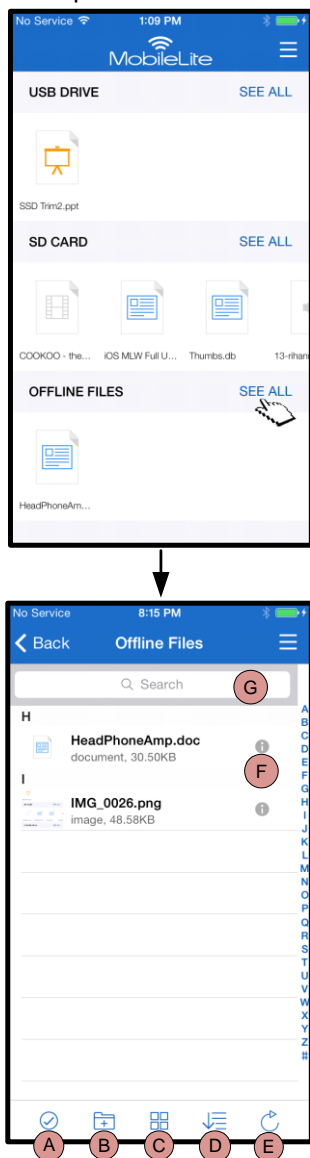 No Service 1:09 PM
MobileLite
USB DRIVE SEE ALL
SSD Trim2.ppt
SD CARD SEE ALL
COOKOO - the... iOS MLW Full U... Thumbs.db 13-rihan
OFFLINE FILES SEE ALL
HeadPhoneAm...
No Service 8:15 PM
Back Offline Files
Search G
H
HeadPhoneAmp.doc
document, 30.50KB
F
I
IMG_0026.png
image, 48.58KB
A
B
C
D
E
F
G
H
I
J
K
L
M
N
O
P
Q
R
S
T
U
V
W
X
Y
Z
#
A B C D E